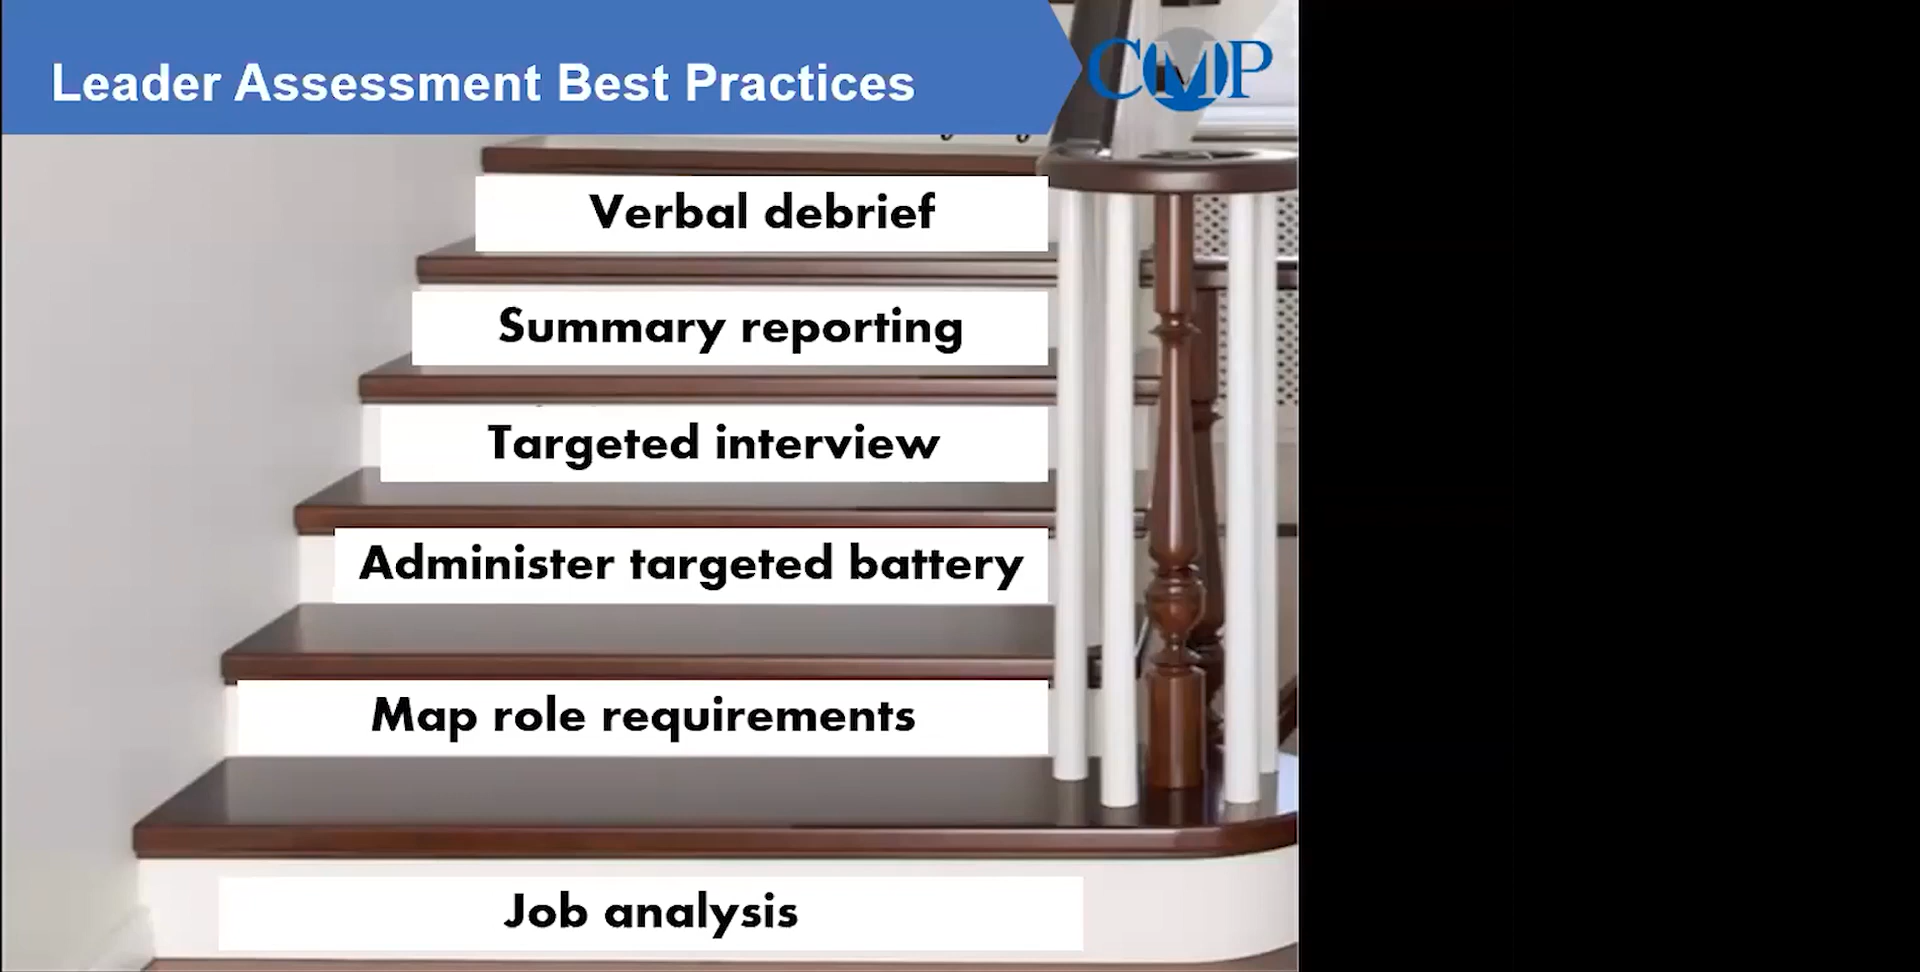 Leader Assessment Best Practices
CMP
Verbal debrief
Summary reporting
Targeted interview
Administer targeted battery
Map role requirements
Job analysis